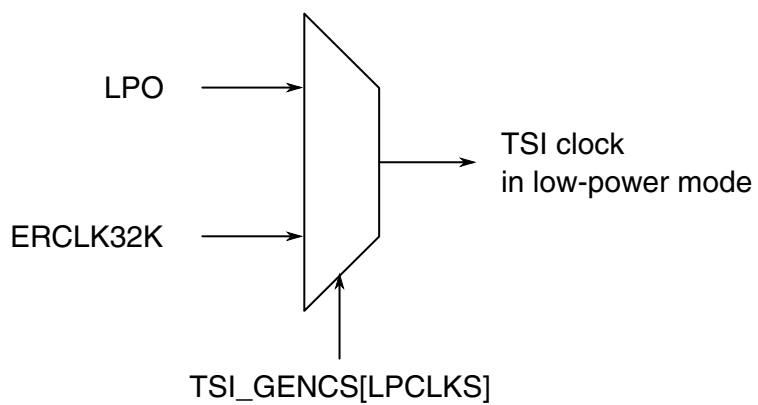 LPO
TSI clock
in low-power mode
ERCLK32K
TSI_GENCS[LPCLKS]